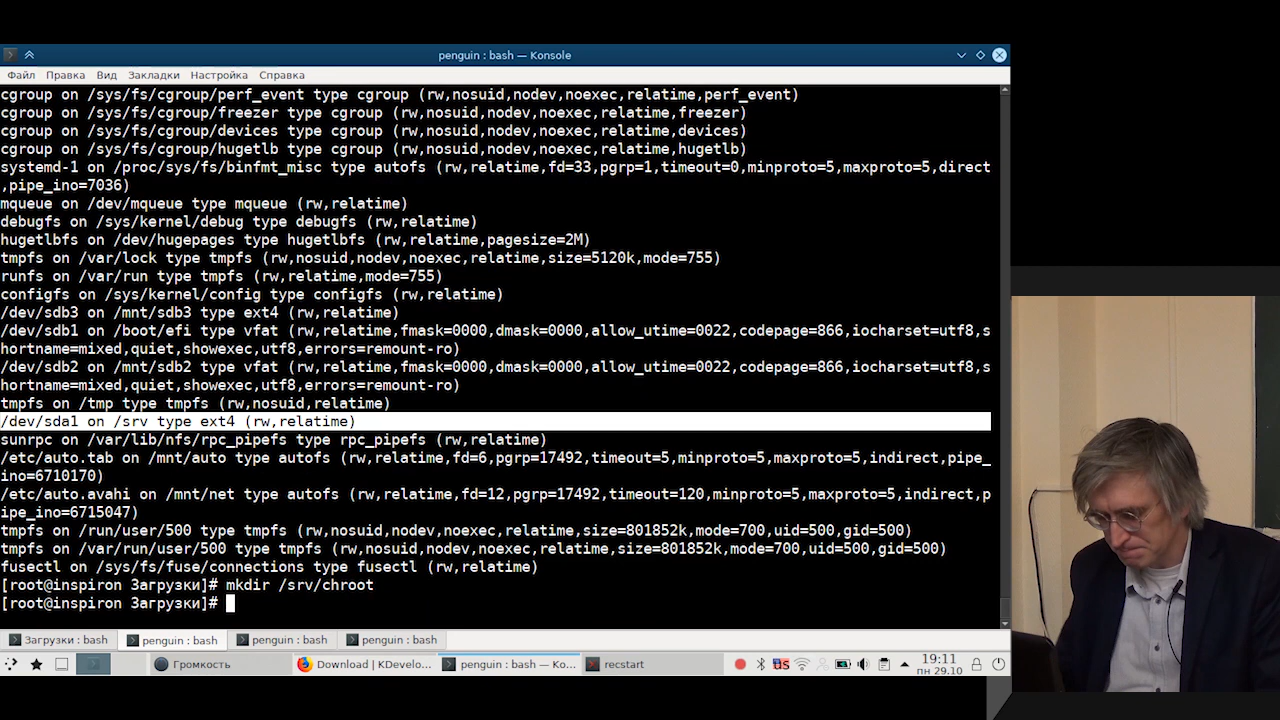 penguin : bash — Konsole
Файл Правка Вид Закладки Настройка Справка
cgroup on /sys/fs/cgroup/perf_event type cgroup (rw,nosuid,nodev,noexec,relatime,perf_event)
cgroup on /sys/fs/cgroup/freezer type cgroup (rw,nosuid,nodev,noexec,relatime,freezer)
cgroup on /sys/fs/cgroup/devices type cgroup (rw,nosuid,nodev,noexec,relatime,devices)
cgroup on /sys/fs/cgroup/hugetlb type cgroup (rw,nosuid,nodev,noexec,relatime,hugetlb)
systemd-1 on /proc/sys/fs/binfmt_misc type autofs (rw,relatime,fd=33,pgrp=1,timeout=0,minproto=5,maxproto=5,direct
,pipe_ino=7036)
mqueue on /dev/mqueue type mqueue (rw,relatime)
debugfs on /sys/kernel/debug type debugfs (rw,relatime)
hugetlbfs on /dev/hugepages type hugetlbfs (rw,relatime,pagesize=2M)
tmpfs on /var/lock type tmpfs (rw,nosuid,nodev,noexec,relatime,size=5120k,mode=755)
runfs on /var/run type tmpfs (rw,relatime,mode=755)
configfs on /sys/kernel/config type configfs (rw,relatime)
/dev/sdb3 on /mnt/sdb3 type ext4 (rw,relatime)
/dev/sdb1 on /boot/efi type vfat (rw,relatime,fmask=0000,dmask=0000,allow_utime=0022,codepage=866,iocharset=utf8,s
hortname=mixed,quiet,showexec,utf8,errors=remount-ro)
/dev/sdb2 on /mnt/sdb2 type vfat (rw,relatime,fmask=0000,dmask=0000,allow_utime=0022,codepage=866,iocharset=utf8,s
hortname=mixed,quiet,showexec,utf8,errors=remount-ro)
tmpfs on /tmp type tmpfs (rw,nosuid,relatime)
/dev/sda1 on /srv type ext4 (rw,relatime)
sunrpc on /var/lib/nfs/rpc_pipefs type rpc_pipefs (rw,relatime)
/etc/auto.tab on /mnt/auto type autofs (rw,relatime,fd=6,pgrp=17492,timeout=5,minproto=5,maxproto=5,indirect,pipe_
ino=6710170)
/etc/auto.avahi on /mnt/net type autofs (rw,relatime,fd=12,pgrp=17492,timeout=120,minproto=5,maxproto=5,indirect,p
ipe_ino=6715047)
tmpfs on /run/user/500 type tmpfs (rw,nosuid,nodev,noexec,relatime,size=801852k,mode=700,uid=500,gid=500)
tmpfs on /var/run/user/500 type tmpfs (rw,nosuid,nodev,noexec,relatime,size=801852k,mode=700,uid=500,gid=500)
fusectl on /sys/fs/fuse/connections type fusectl (rw,relatime)
[root@inspiron Загрузки]# mkdir /srv/chroot
[root@inspiron Загрузки]#
Загрузки : bash penguin : bash penguin : bash penguin : bash
Громкость Download | KDevelo... penguin : bash — Ko... recstart US 19:11
пн 29.10